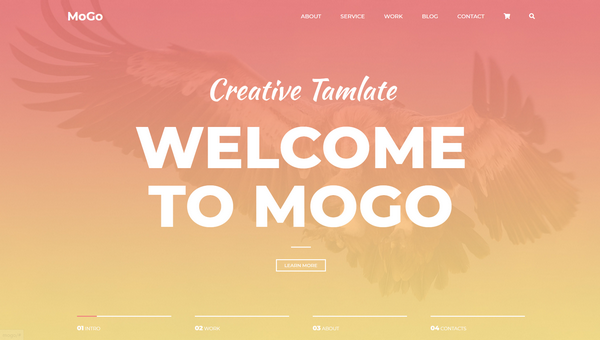 MoGo
ABOUT SERVICE WORK BLOG CONTACT
Creative Tamlate
WELCOME
TO MOGO
LEARN MORE
01 INTRO 02 WORK 03 ABOUT 04 CONTACTS